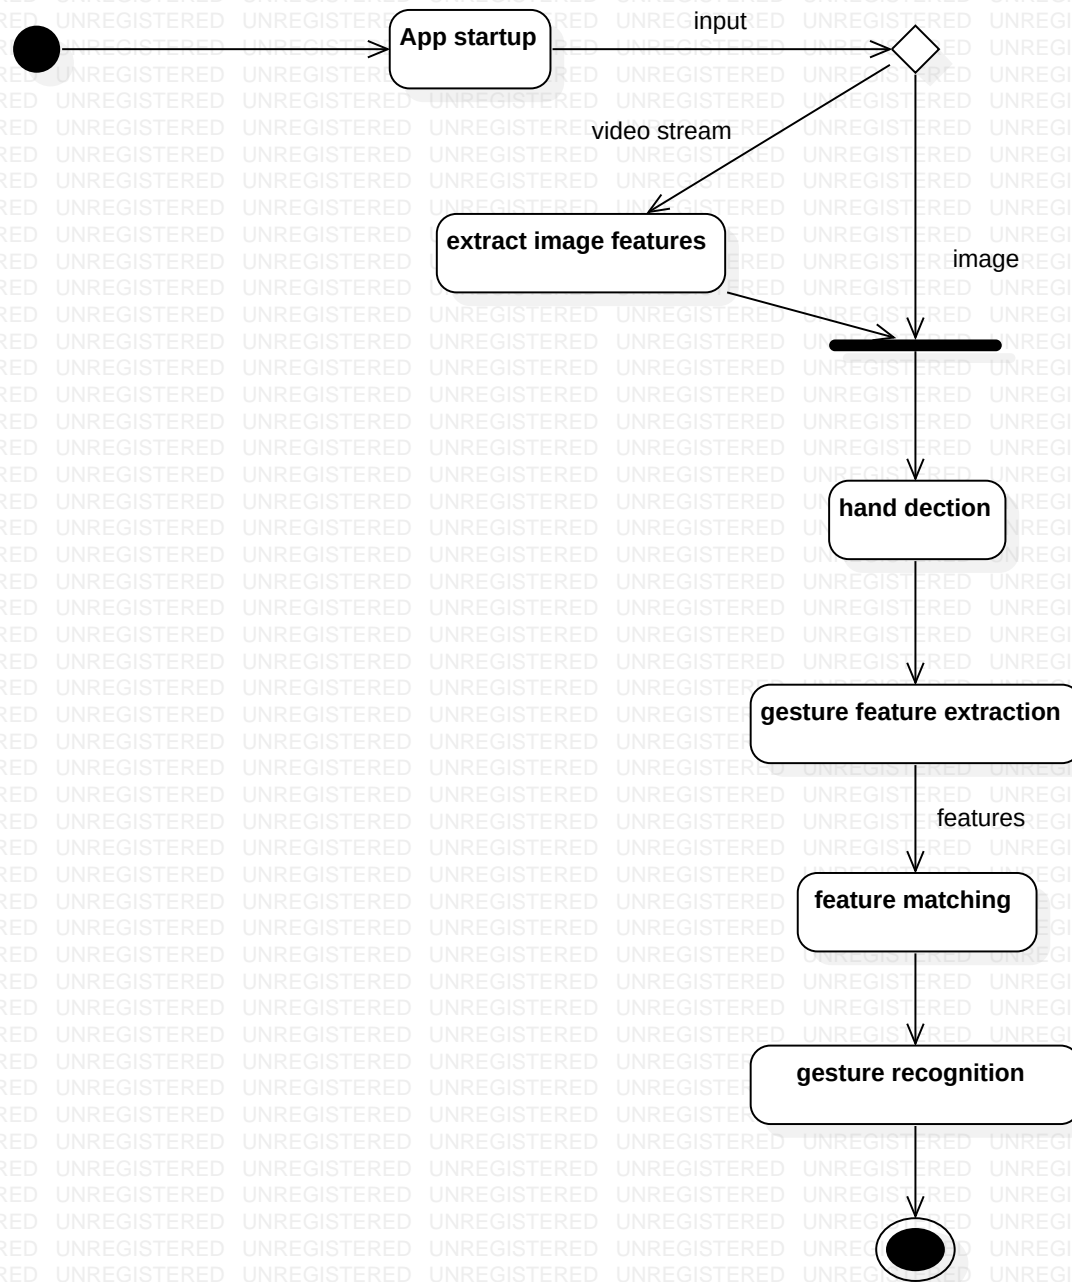 App startup
input
video stream
extract image features
image
hand dection
gesture feature extraction
features
feature matching
gesture recognition
UNREGISTERED